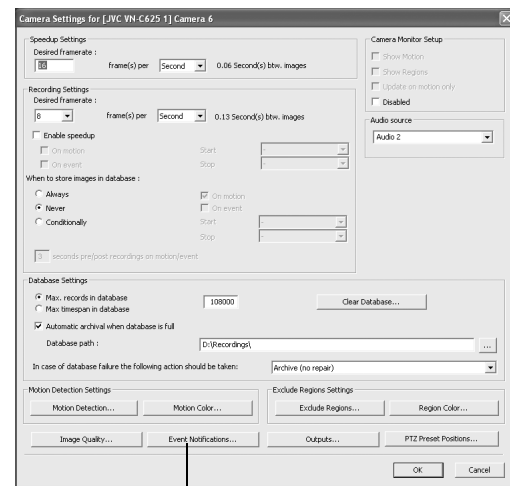 Camera Settings for [JVC VN-C625 1] Camera 6
Speedup Settings
Desired framerate :
frame(s) per Second 0.06 Second(s) btw. images
Recording Settings
Desired framerate :
8 frame(s) per Second 0.13 Second(s) btw. images
Enable speedup
On motion Start -
On event Stop -
When to store images in database :
Always On motion
Never On event
Conditionally Start -
Stop -
3 seconds pre/post recordings on motion/event
Camera Monitor Setup
Show Motion
Show Regions
Update on motion only
Disabled
Audio source
Audio 2
Database Settings
Max. records in database 108000 Clear Database...
Max timespan in database
Automatic archival when database is full
Database path : D:\Recordings\ ...
In case of database failure the following action should be taken: Archive (no repair)
Motion Detection Settings
Motion Detection... Motion Color...
Exclude Regions Settings
Exclude Regions... Region Color...
Image Quality... Event Notifications... Outputs... PTZ Preset Positions...
OK Cancel